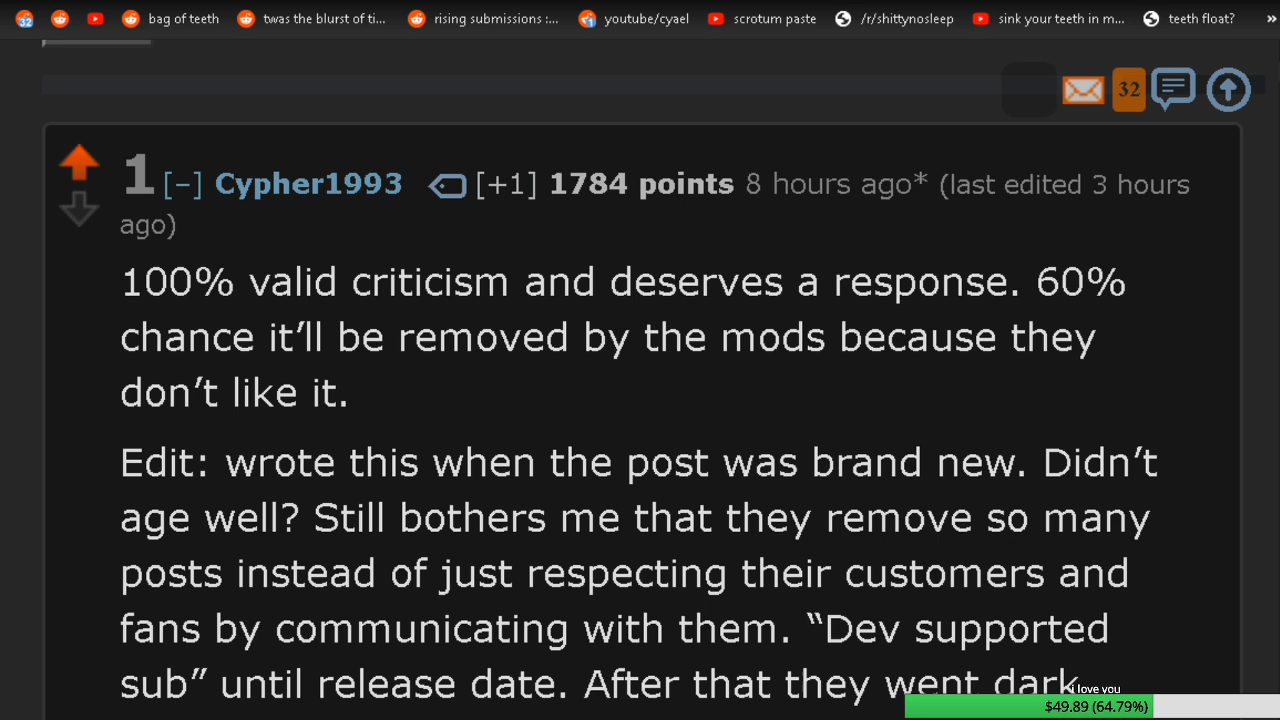 32 bag of teeth twas the blurst of ti... rising submissions :... youtube/cyael scrotum paste /r/shittynosleep sink your teeth in m... teeth float? »
32
1 [–] Cypher1993 [+1] 1784 points 8 hours ago* (last edited 3 hours
ago)
100% valid criticism and deserves a response. 60%
chance it’ll be removed by the mods because they
don’t like it.
Edit: wrote this when the post was brand new. Didn’t
age well? Still bothers me that they remove so many
posts instead of just respecting their customers and
fans by communicating with them. “Dev supported
sub” until release date. After that they went dark
i love you
$49.89 (64.79%)